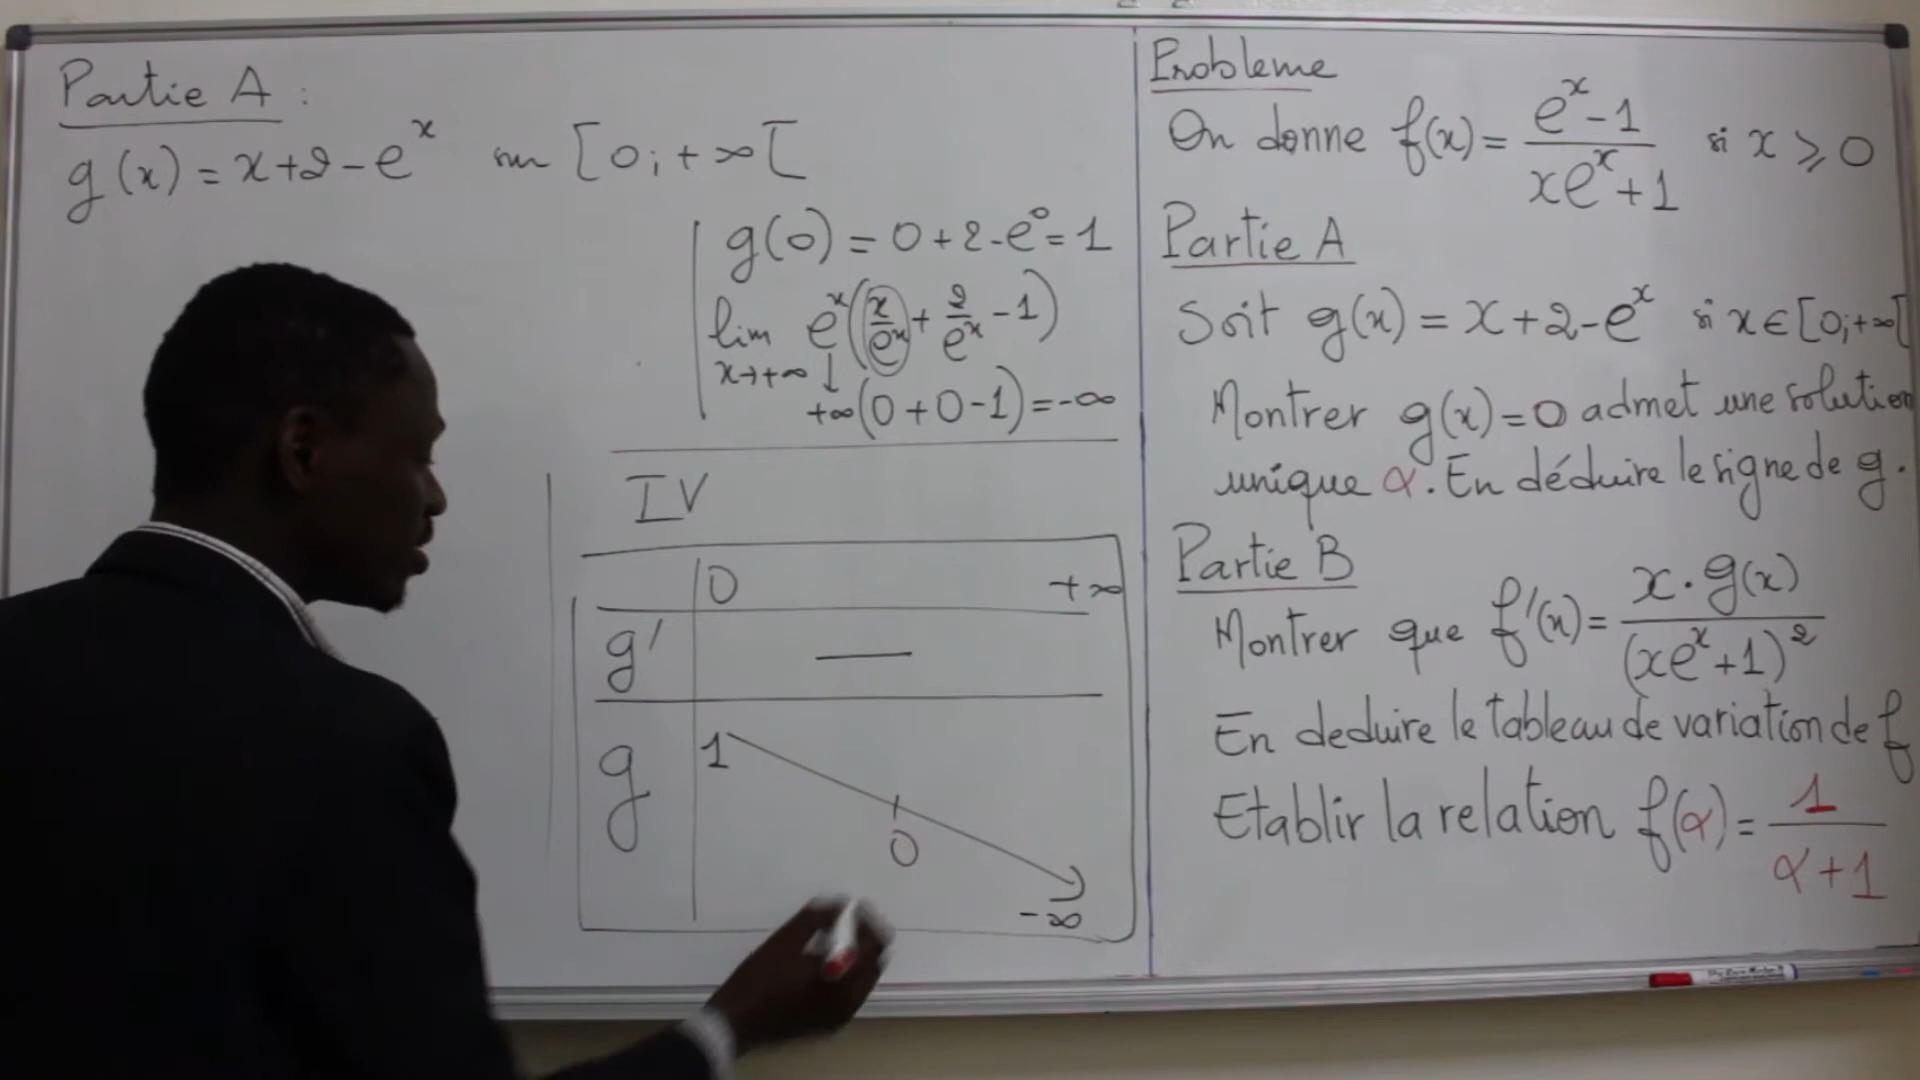 Partie A :
g(x) = x+2-e^x sur [0;+∞[
g(0) = 0+2-e^0 = 1
lim e^x(x/e^x + 2/e^x - 1)
x→+∞ ↓
+∞(0+0-1) = -∞
IV
0 +∞
g' —
g 1
0
-∞
Probleme
On donne f(x) = (e^x-1)/(xe^x+1) si x ⩾ 0
Partie A
Soit g(x) = x+2-e^x si x∈[0;+∞[
Montrer g(x)=0 admet une solution
unique α. En déduire le signe de g.
Partie B
Montrer que f'(x) = x·g(x)/(xe^x+1)^2
En deduire le tableau de variation de f
Etablir la relation f(α) = 1/(α+1)